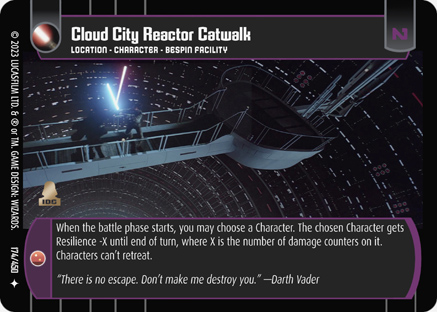 Cloud City Reactor Catwalk
LOCATION - CHARACTER - BESPIN FACILITY
2
IDC
When the battle phase starts, you may choose a Character. The chosen Character gets
Resilience -X until end of turn, where X is the number of damage counters on it.
Characters can't retreat.
"There is no escape. Don't make me destroy you." —Darth Vader
© 2023 LUCASFILM LTD. & ® or TM. GAME DESIGN: WIZARDS.
174/450